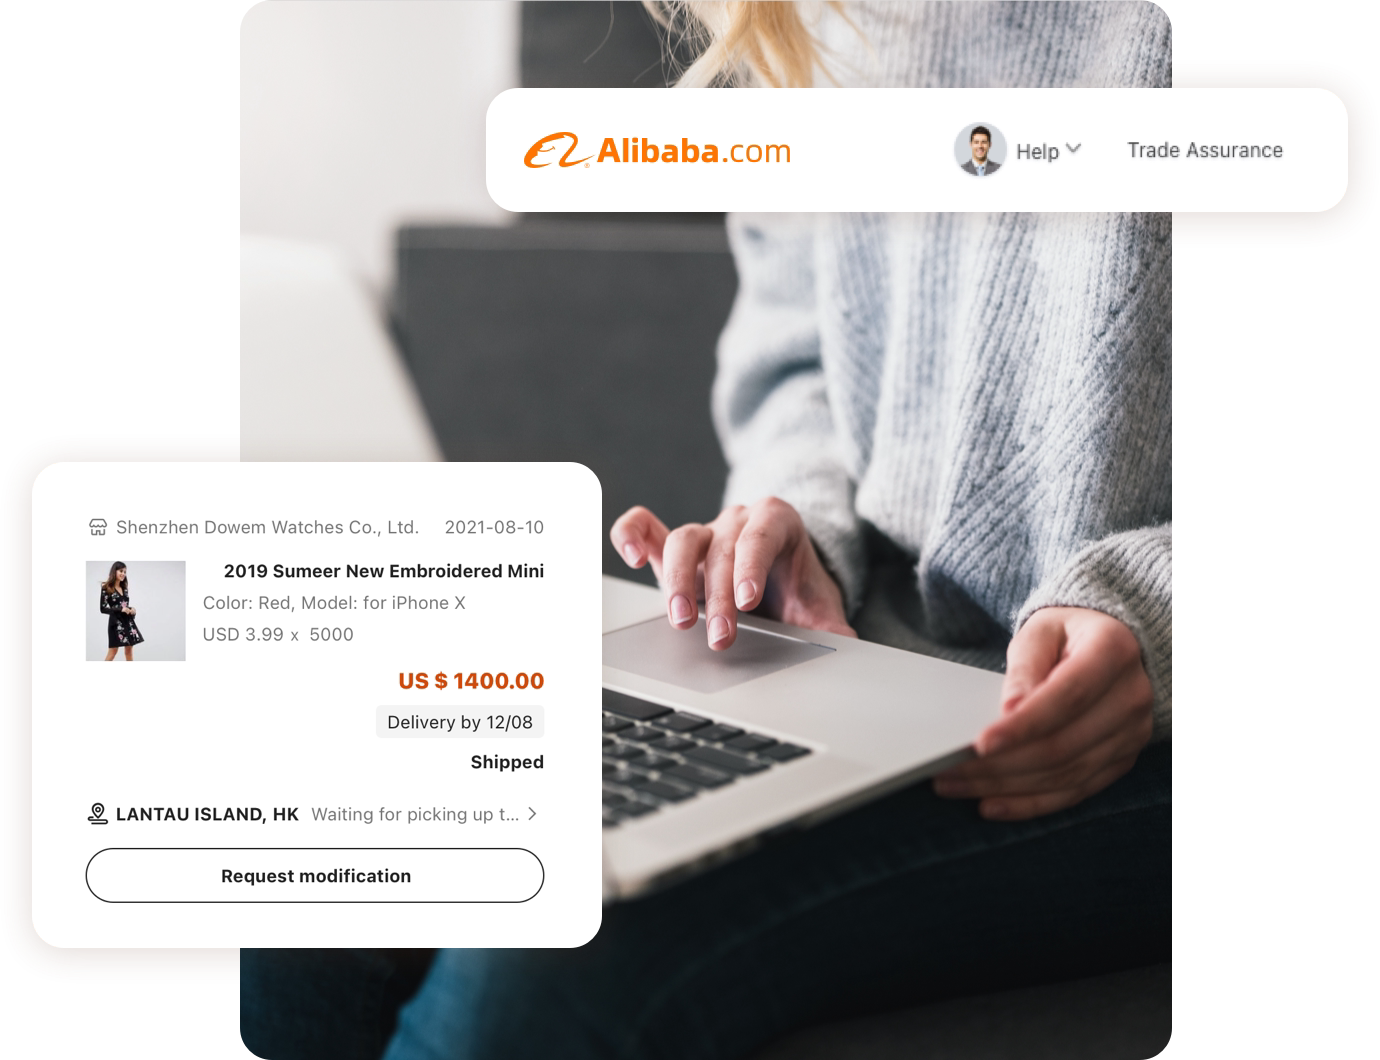 Alibaba.com
Help
Trade Assurance
Shenzhen Dowem Watches Co., Ltd. 2021-08-10
2019 Sumeer New Embroidered Mini
Color: Red, Model: for iPhone X
USD 3.99 x 5000
US $ 1400.00
Delivery by 12/08
Shipped
LANTAU ISLAND, HK Waiting for picking up t...
Request modification